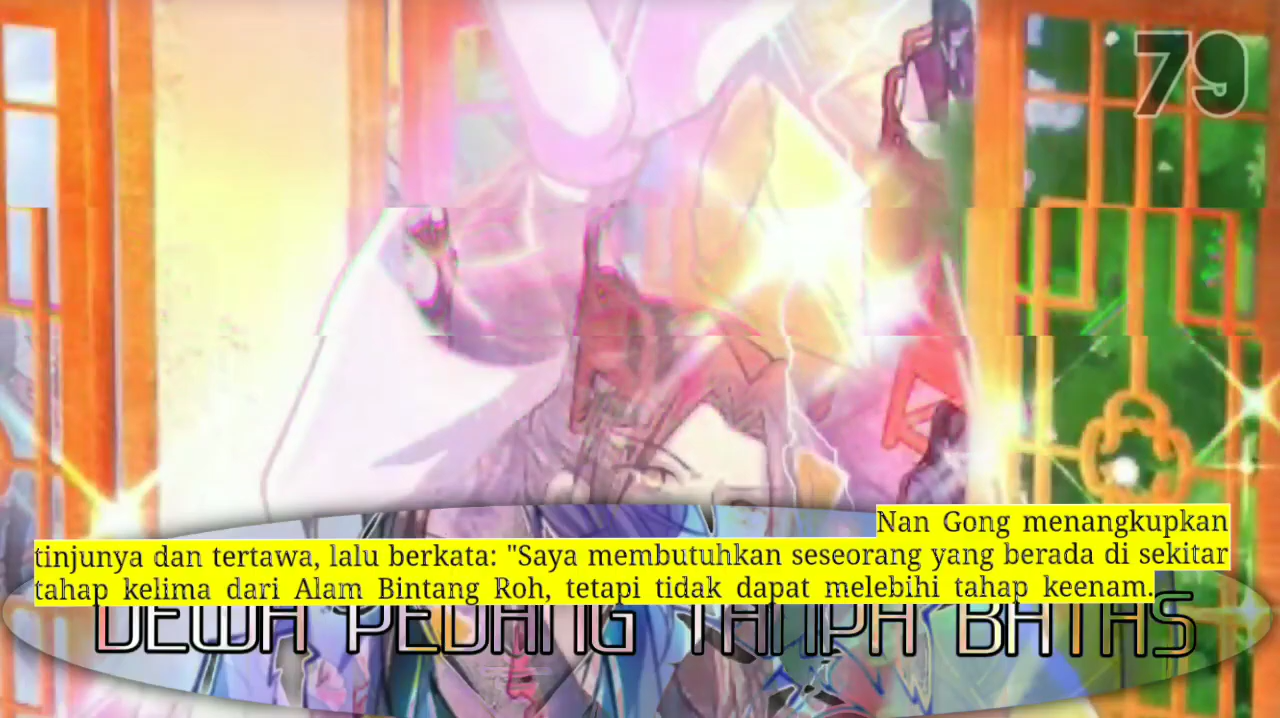 79
Nan Gong menangkupkan
tinjunya dan tertawa, lalu berkata: "Saya membutuhkan seseorang yang berada di sekitar
tahap kelima dari Alam Bintang Roh, tetapi tidak dapat melebihi tahap keenam.
DEWA PEDANG TANPA BATAS